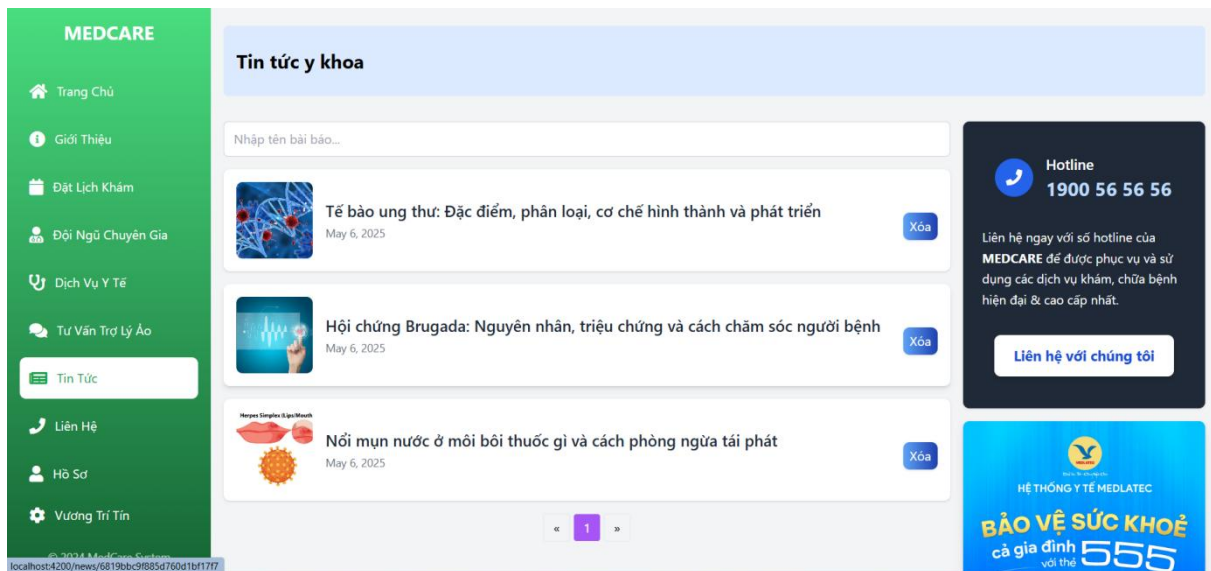 MEDCARE
Trang Chủ
Giới Thiệu
Đặt Lịch Khám
Đội Ngũ Chuyên Gia
Dịch Vụ Y Tế
Tư Vấn Trợ Lý Ảo
Tin Tức
Liên Hệ
Hồ Sơ
Vương Trí Tín
© 2024 MedCare System
localhost:4200/news/6819bbc9f885d760d1bf17f7
Tin tức y khoa
Nhập tên bài báo...
Tế bào ung thư: Đặc điểm, phân loại, cơ chế hình thành và phát triển
May 6, 2025
Xóa
Hội chứng Brugada: Nguyên nhân, triệu chứng và cách chăm sóc người bệnh
May 6, 2025
Xóa
Herpes Simplex (Lips/Mouth
Nổi mụn nước ở môi bôi thuốc gì và cách phòng ngừa tái phát
May 6, 2025
Xóa
« 1 »
Hotline
1900 56 56 56
Liên hệ ngay với số hotline của
MEDCARE để được phục vụ và sử
dụng các dịch vụ khám, chữa bệnh
hiện đại & cao cấp nhất.
Liên hệ với chúng tôi
MEDLATEC
HỆ THỐNG Y TẾ MEDLATEC
BẢO VỆ SỨC KHOẺ
cả gia đình
với thẻ 555